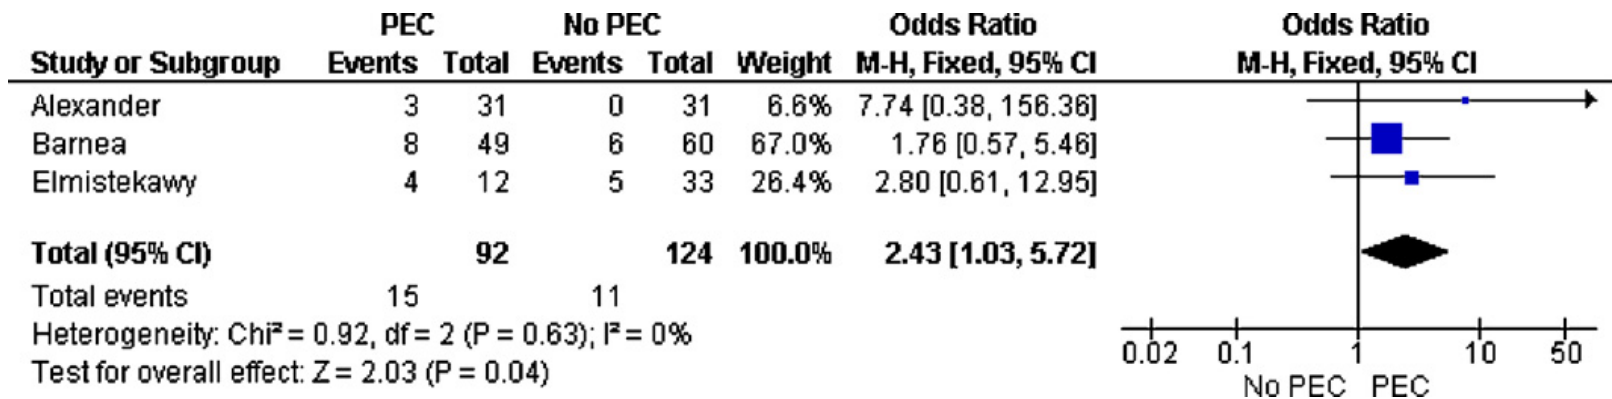 PEC No PEC Odds Ratio Odds Ratio
Study or Subgroup Events Total Events Total Weight M-H, Fixed, 95% CI M-H, Fixed, 95% CI
Alexander 3 31 0 31 6.6% 7.74 [0.38, 156.36]
Barnea 8 49 6 60 67.0% 1.76 [0.57, 5.46]
Elmistekawy 4 12 5 33 26.4% 2.80 [0.61, 12.95]
Total (95% CI) 92 124 100.0% 2.43 [1.03, 5.72]
Total events 15 11
Heterogeneity: Chi² = 0.92, df = 2 (P = 0.63); I² = 0%
Test for overall effect: Z = 2.03 (P = 0.04)
0.02 0.1 1 10 50
No PEC PEC